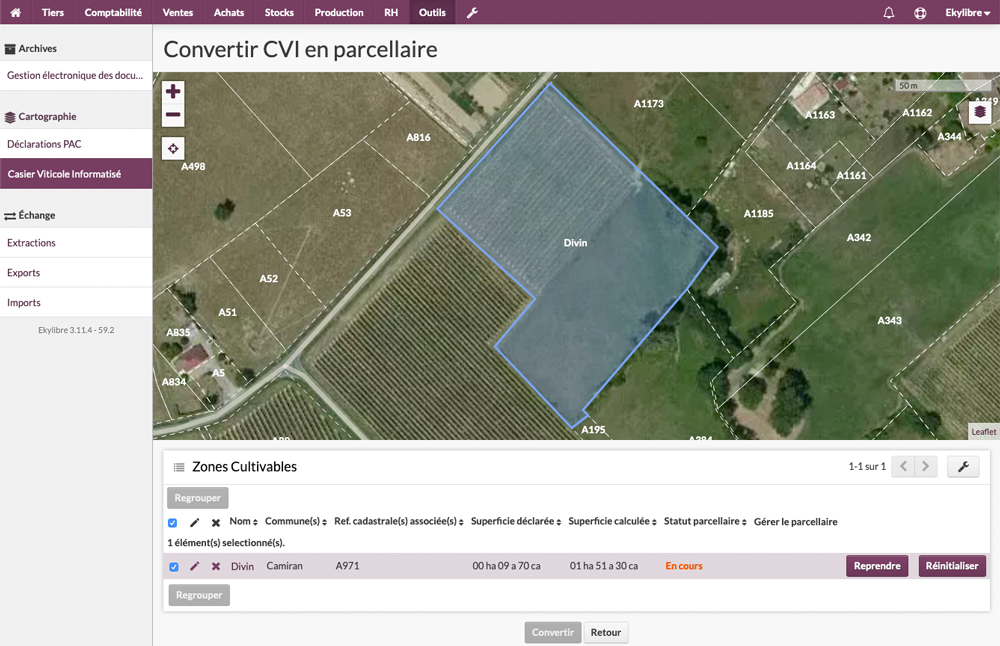 Tiers Comptabilité Ventes Achats Stocks Production RH Outils Ekylibre
Archives
Gestion électronique des docu...
Cartographie
Déclarations PAC
Casier Viticole Informatisé
Échange
Extractions
Exports
Imports
Ekylibre 3.11.4 - 59.2
Convertir CVI en parcellaire
50 m
A1173
A1163
A1162
A816
A344
A498
A1164
A1161
A53
A1185
Divin
A342
A52
A51
A343
A835
A5
A834
A195
Leaflet
Zones Cultivables
1-1 sur 1
Regrouper
Nom Commune(s) Ref. cadastrale(s) associée(s) Superficie déclarée Superficie calculée Statut parcellaire Gérer le parcellaire
1 élément(s) selectionné(s).
Divin Camiran A971 00 ha 09 a 70 ca 01 ha 51 a 30 ca En cours Reprendre Réinitialiser
Regrouper
Convertir Retour